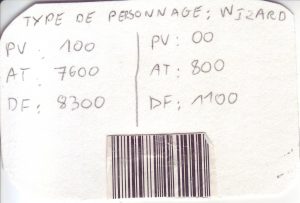 TYPE DE PERSONNAGE: WIZARD
PV: 100
AT: 7600
DF: 8300
PV: 00
AT: 800
DF: 1100